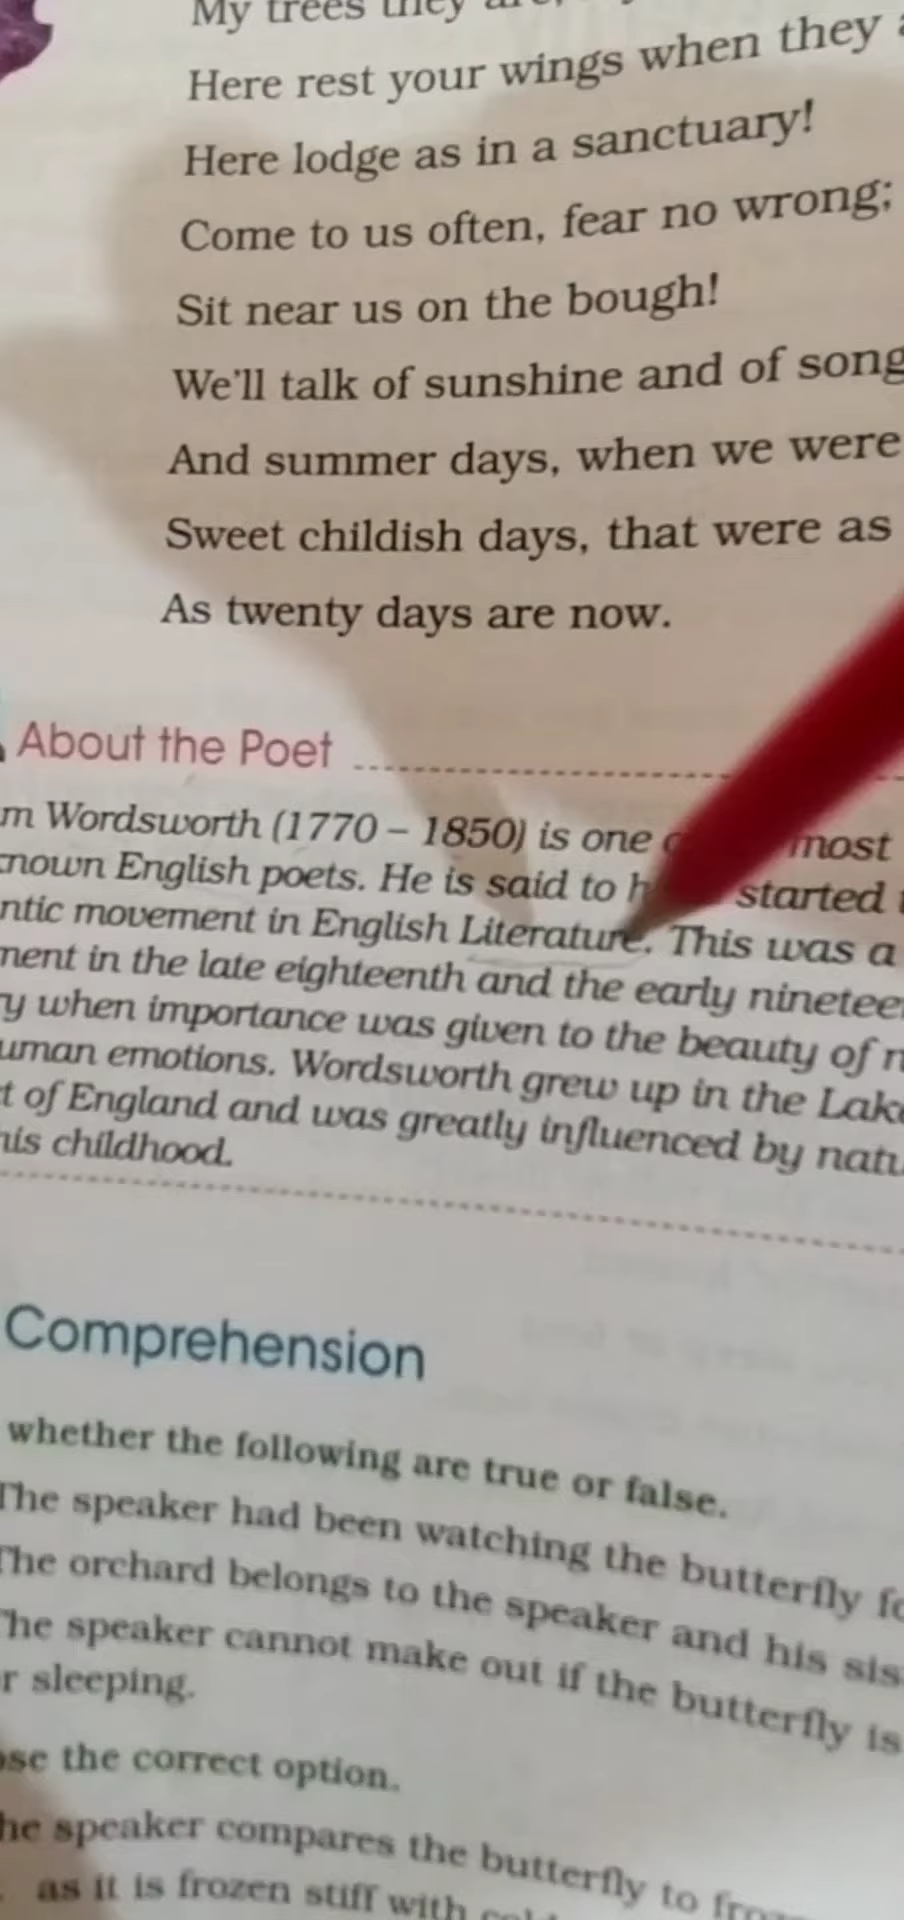 My trees they
Here rest your wings when they
Here lodge as in a sanctuary!
Come to us often, fear no wrong;
Sit near us on the bough!
We'll talk of sunshine and of song
And summer days, when we were
Sweet childish days, that were as
As twenty days are now.
About the Poet
m Wordsworth (1770 – 1850) is one most
nown English poets. He is said to h started
ntic movement in English Literature. This was a
ment in the late eighteenth and the early ninetee
ry when importance was given to the beauty of n
uman emotions. Wordsworth grew up in the Lak
t of England and was greatly influenced by natu
his childhood.
Comprehension
whether the following are true or false.
The speaker had been watching the butterfly fo
The orchard belongs to the speaker and his sis
The speaker cannot make out if the butterfly is
r sleeping.
ose the correct option.
he speaker compares the butterfly to froz
as it is frozen stiff with